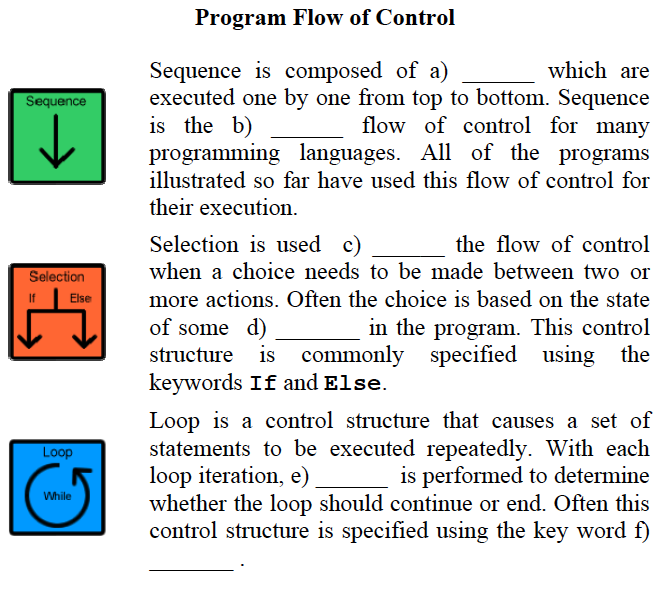 Program Flow of Control
Sequence is composed of a) ______ which are
executed one by one from top to bottom. Sequence
is the b) ______ flow of control for many
programming languages. All of the programs
illustrated so far have used this flow of control for
their execution.
Sequence
Selection is used c) ______ the flow of control
when a choice needs to be made between two or
more actions. Often the choice is based on the state
of some d) _______ in the program. This control
structure is commonly specified using the
keywords If and Else.
Selection
If Else
Loop is a control structure that causes a set of
statements to be executed repeatedly. With each
loop iteration, e) ______ is performed to determine
whether the loop should continue or end. Often this
control structure is specified using the key word f)
_______ .
Loop
While